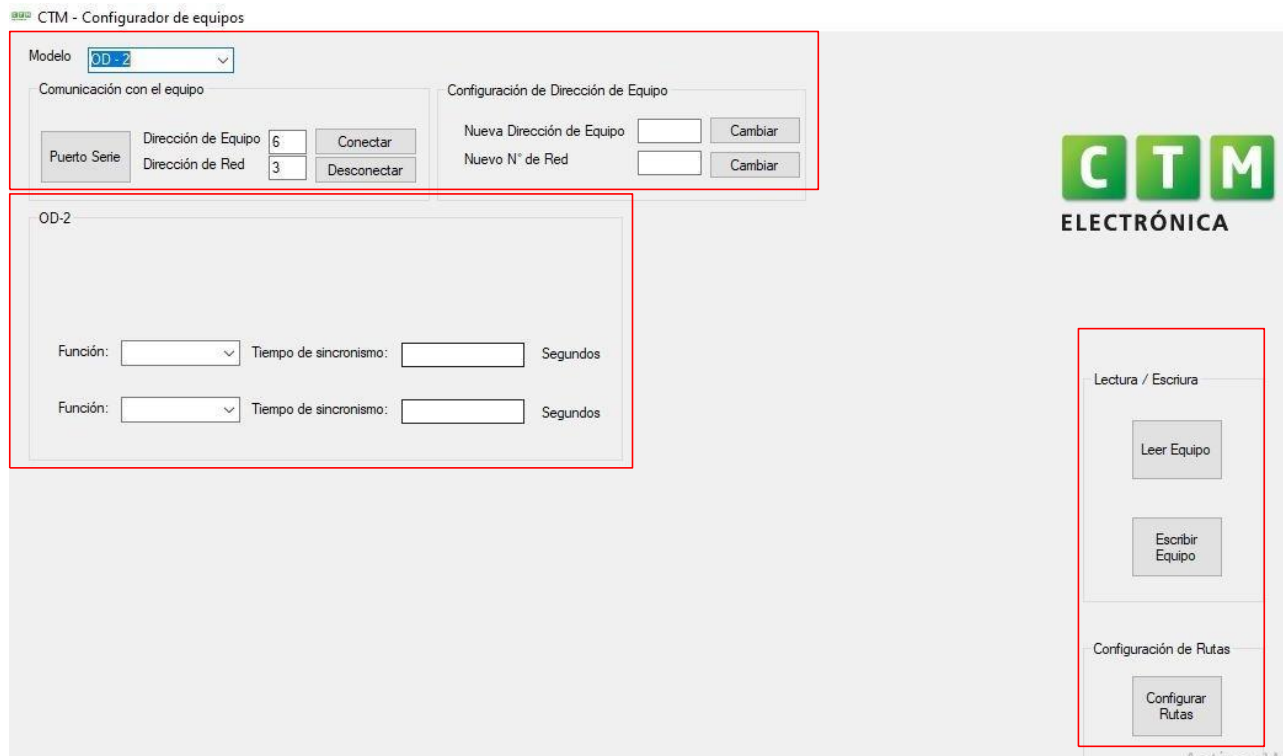 CTM - Configurador de equipos
Modelo OD - 2
Comunicación con el equipo
Configuración de Dirección de Equipo
Puerto Serie
Dirección de Equipo 6 Conectar
Dirección de Red 3 Desconectar
Nueva Dirección de Equipo Cambiar
Nuevo N° de Red Cambiar
CTM
ELECTRÓNICA
OD-2
Función: Tiempo de sincronismo: Segundos
Función: Tiempo de sincronismo: Segundos
Lectura / Escriura
Leer Equipo
Escribir
Equipo
Configuración de Rutas
Configurar
Rutas